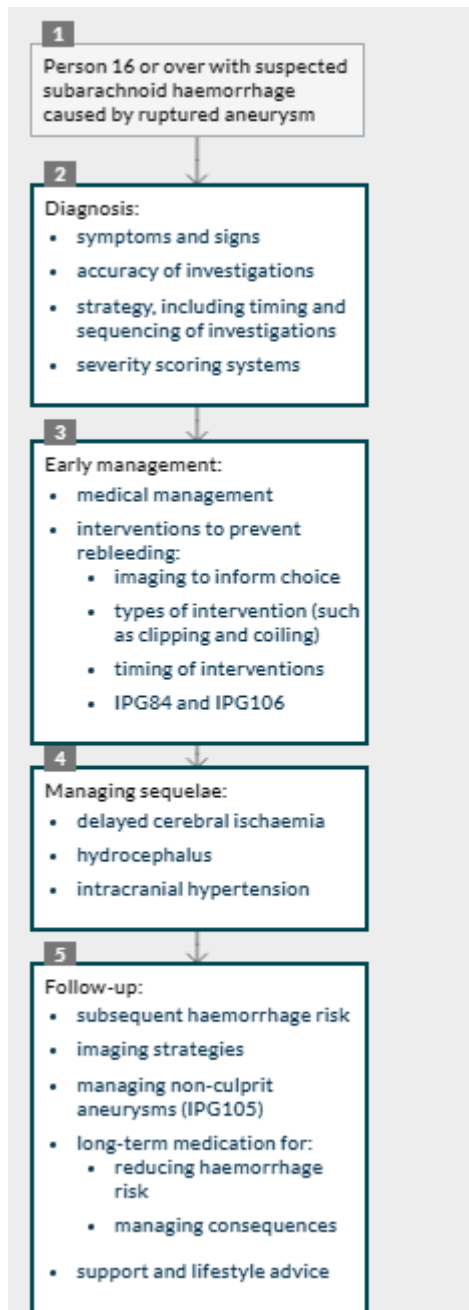 1
Person 16 or over with suspected
subarachnoid haemorrhage
caused by ruptured aneurysm
2
Diagnosis:
• symptoms and signs
• accuracy of investigations
• strategy, including timing and
sequencing of investigations
• severity scoring systems
3
Early management:
• medical management
• interventions to prevent
rebleeding:
• imaging to inform choice
• types of intervention (such
as clipping and coiling)
• timing of interventions
• IPG84 and IPG106
4
Managing sequelae:
• delayed cerebral ischaemia
• hydrocephalus
• intracranial hypertension
5
Follow-up:
• subsequent haemorrhage risk
• imaging strategies
• managing non-culprit
aneurysms (IPG105)
• long-term medication for:
• reducing haemorrhage
risk
• managing consequences
• support and lifestyle advice